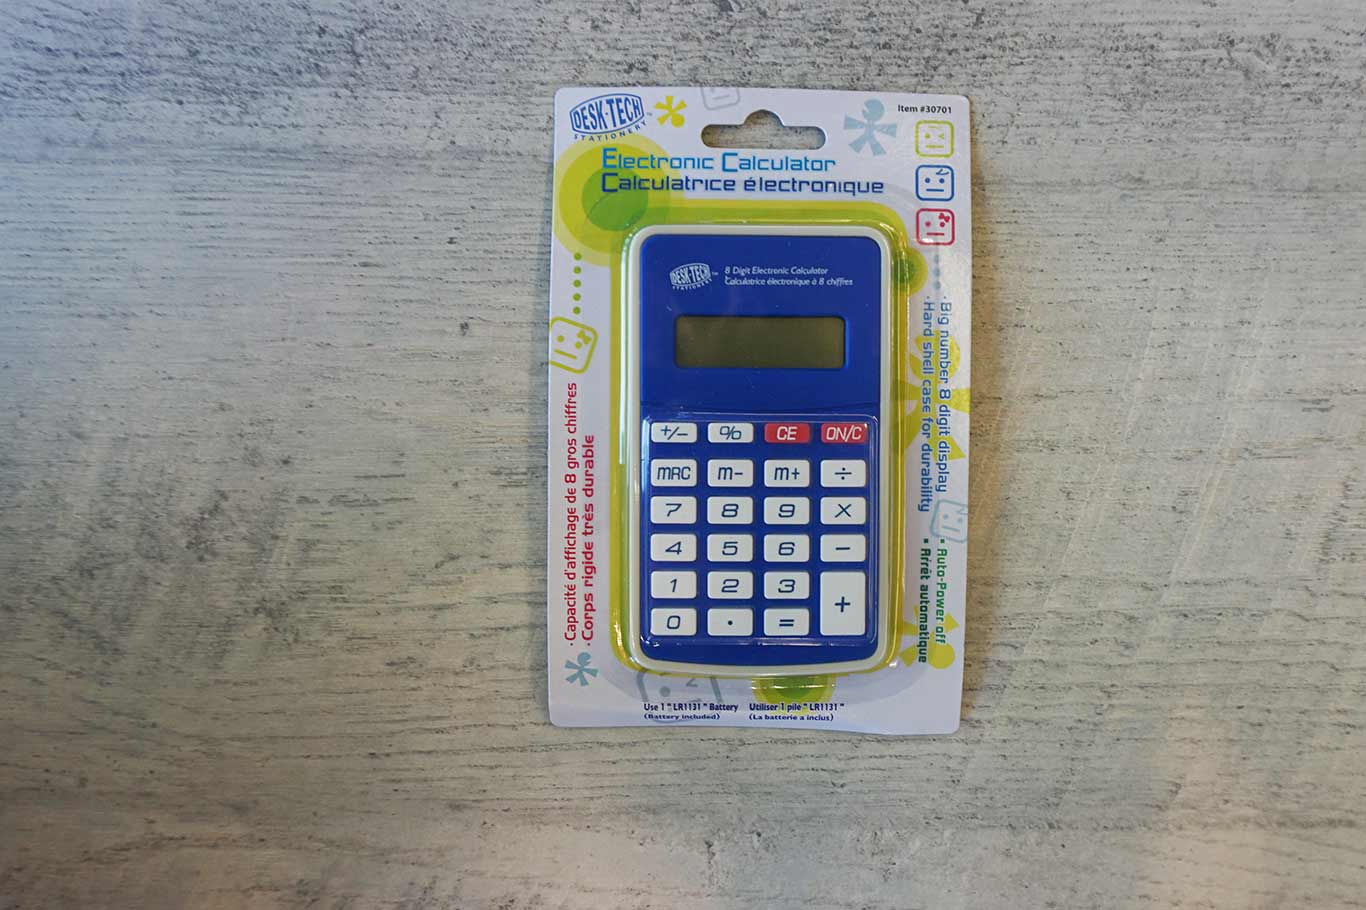 DESK-TECH™
STATIONERY
Item #30701
Electronic Calculator
Calculatrice électronique
DESK-TECH™
STATIONERY
8 Digit Electronic Calculator
Calculatrice électronique à 8 chiffres
+/− % CE ON/C
MRC m− m+ ÷
7 8 9 X
4 5 6 −
1 2 3 +
0 . =
· Capacité d'affichage de 8 gros chiffres
· Corps rigide très durable
· Big number 8 digit display
· Hard shell case for durability
▪ Auto-Power off
▪ Arrêt automatique
Use 1 " LR1131 " Battery
(Battery included)
Utiliser 1 pile " LR1131 "
(La batterie a inclus)